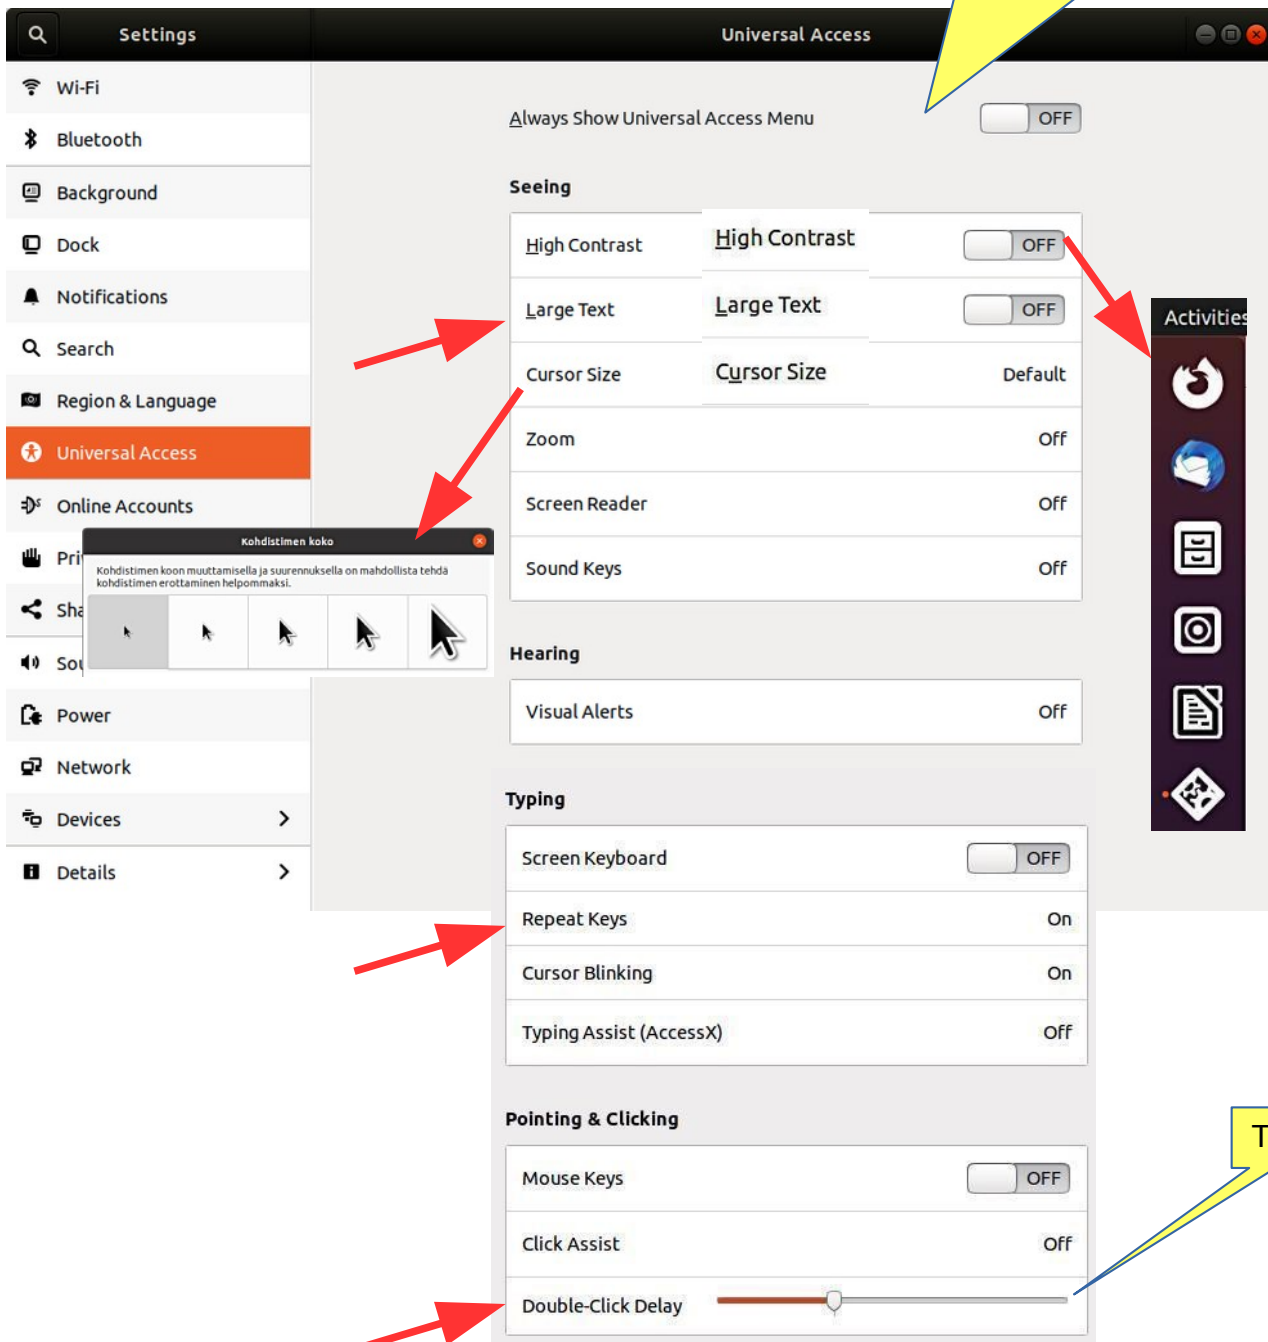 Settings
Universal Access
Wi-Fi
Bluetooth
Background
Dock
Notifications
Search
Region & Language
Universal Access
Online Accounts
Pri
Sha
Sou
Power
Network
Devices
Details
Kohdistimen koko
Kohdistimen koon muuttamisella ja suurennuksella on mahdollista tehdä
kohdistimen erottaminen helpommaksi.
Always Show Universal Access Menu OFF
Seeing
High Contrast High Contrast OFF
Large Text Large Text OFF
Cursor Size Cursor Size Default
Zoom Off
Screen Reader Off
Sound Keys Off
Hearing
Visual Alerts Off
Typing
Screen Keyboard OFF
Repeat Keys On
Cursor Blinking On
Typing Assist (AccessX) Off
Pointing & Clicking
Mouse Keys OFF
Click Assist Off
Double-Click Delay
Activities
T